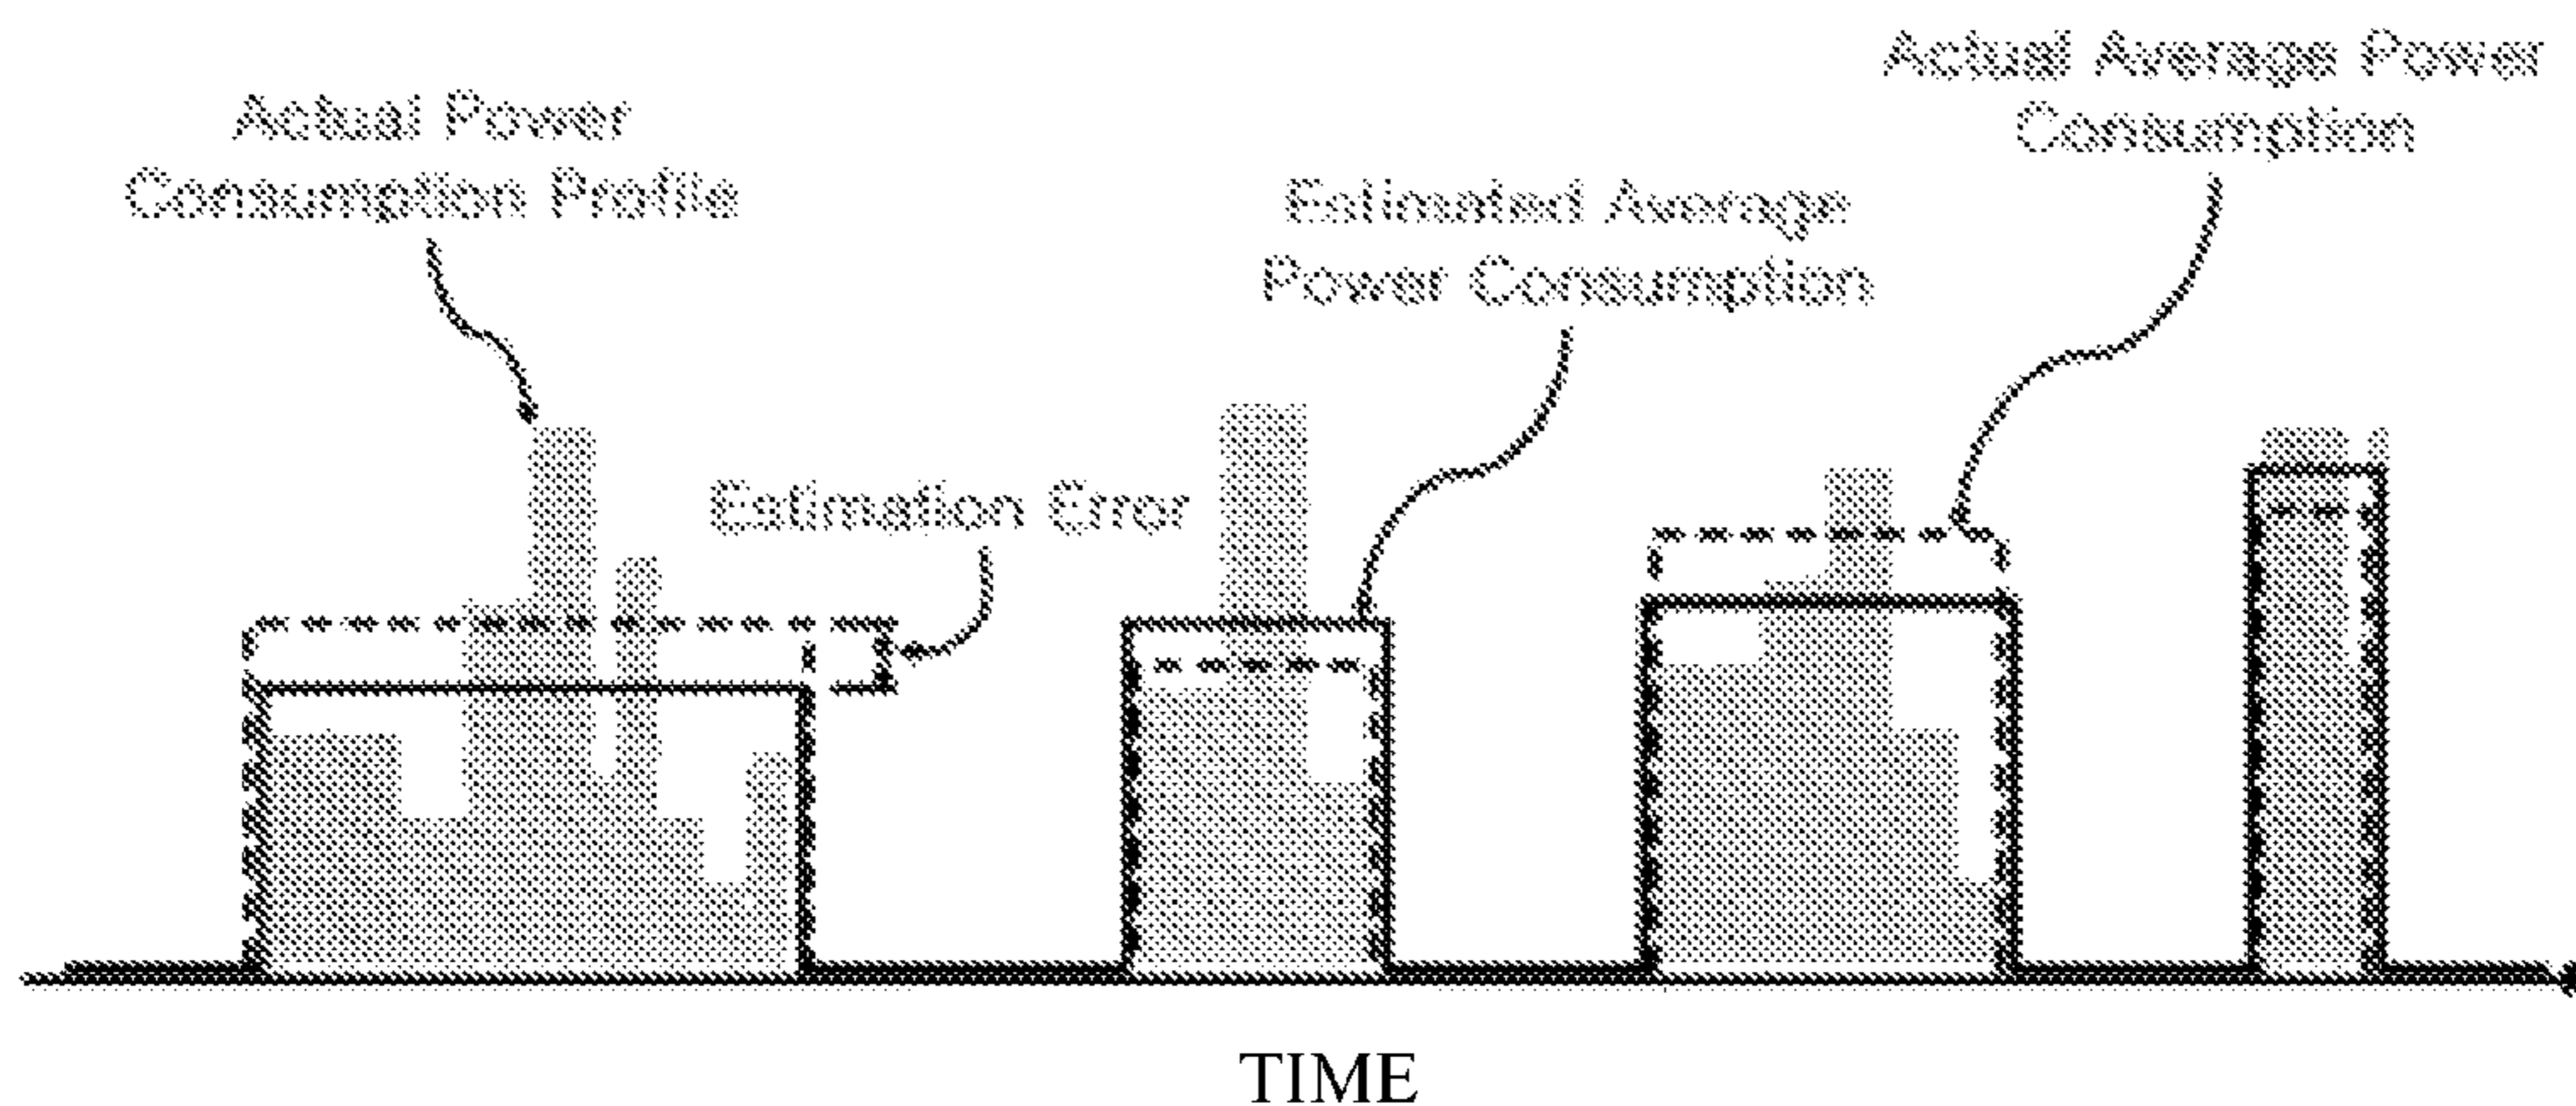 Actual Power
Consumption Profile
Estimation Error
Estimated Average
Power Consumption
Actual Average Power
Consumption
TIME